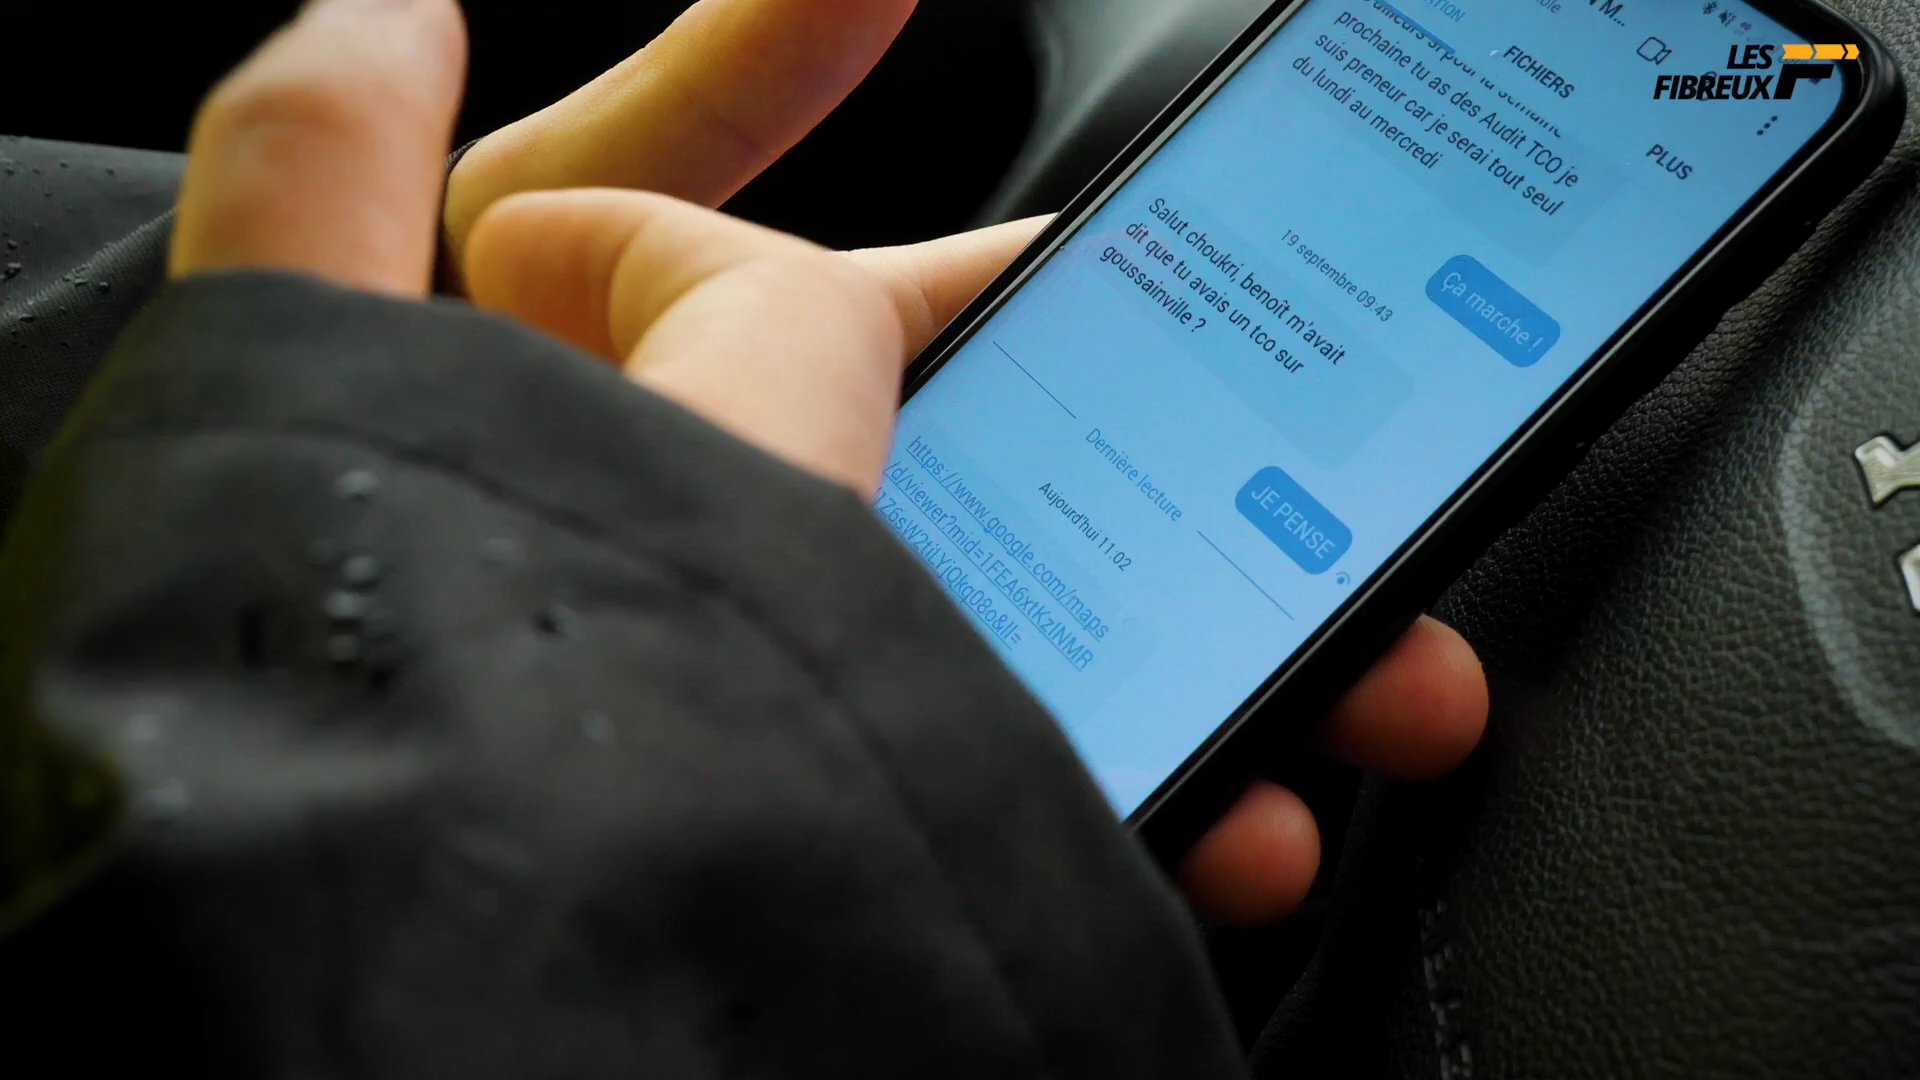 LES
FIBREUX
FICHIERS
PLUS
prochaine tu as des Audit TCO je
suis preneur car je serai tout seul
du lundi au mercredi
Ça marche !
19 septembre 09:43
Salut choukri, benoît m'avait
dit que tu avais un tco sur
goussainville ?
JE PENSE
Dernière lecture
Aujourd'hui 11:02
https://www.google.com/maps
/d/viewer?mid=1FEA6xtKzINMR